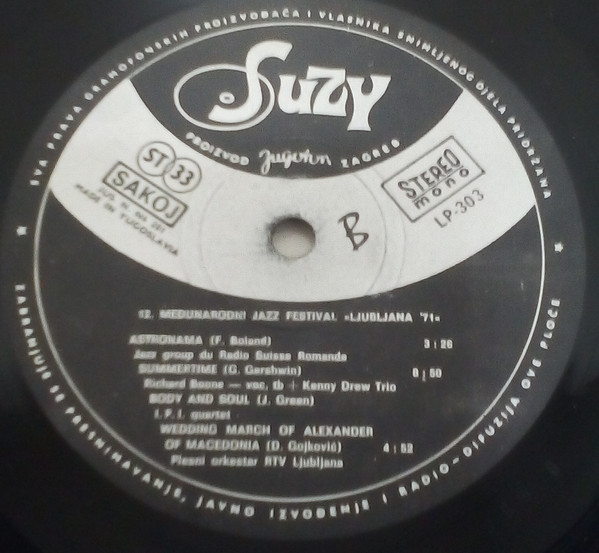 SVA PRAVA GRAMOFONSKIH PROIZVOĐAČA I VLASNIKA SNIMLJENOG DJELA PRIDRŽANA
Suzy
PROIZVOD Jugoton ZAGREB
ST 33
SAKOJ
MADE IN YUGOSLAVIA
STEREO
mono
LP-303
B
12. MEĐUNARODNI JAZZ FESTIVAL »LJUBLJANA '71«
ASTRONAMA (F. Boland) 3:26
Jazz group du Radio Suisse Romande
SUMMERTIME (G. Gershwin)
Richard Boone — voc, tb + Kenny Drew Trio
BODY AND SOUL (J. Green)
quartet
WEDDING MARCH OF ALEXANDER
OF MACEDONIA (D. Gojković) 4:52
Plesni orkestar RTV Ljubljana
ZABRANJUJE SE PRESNIMAVANJE, JAVNO IZVOĐENJE I RADIO-DIFUZIJA OVE PLOČE